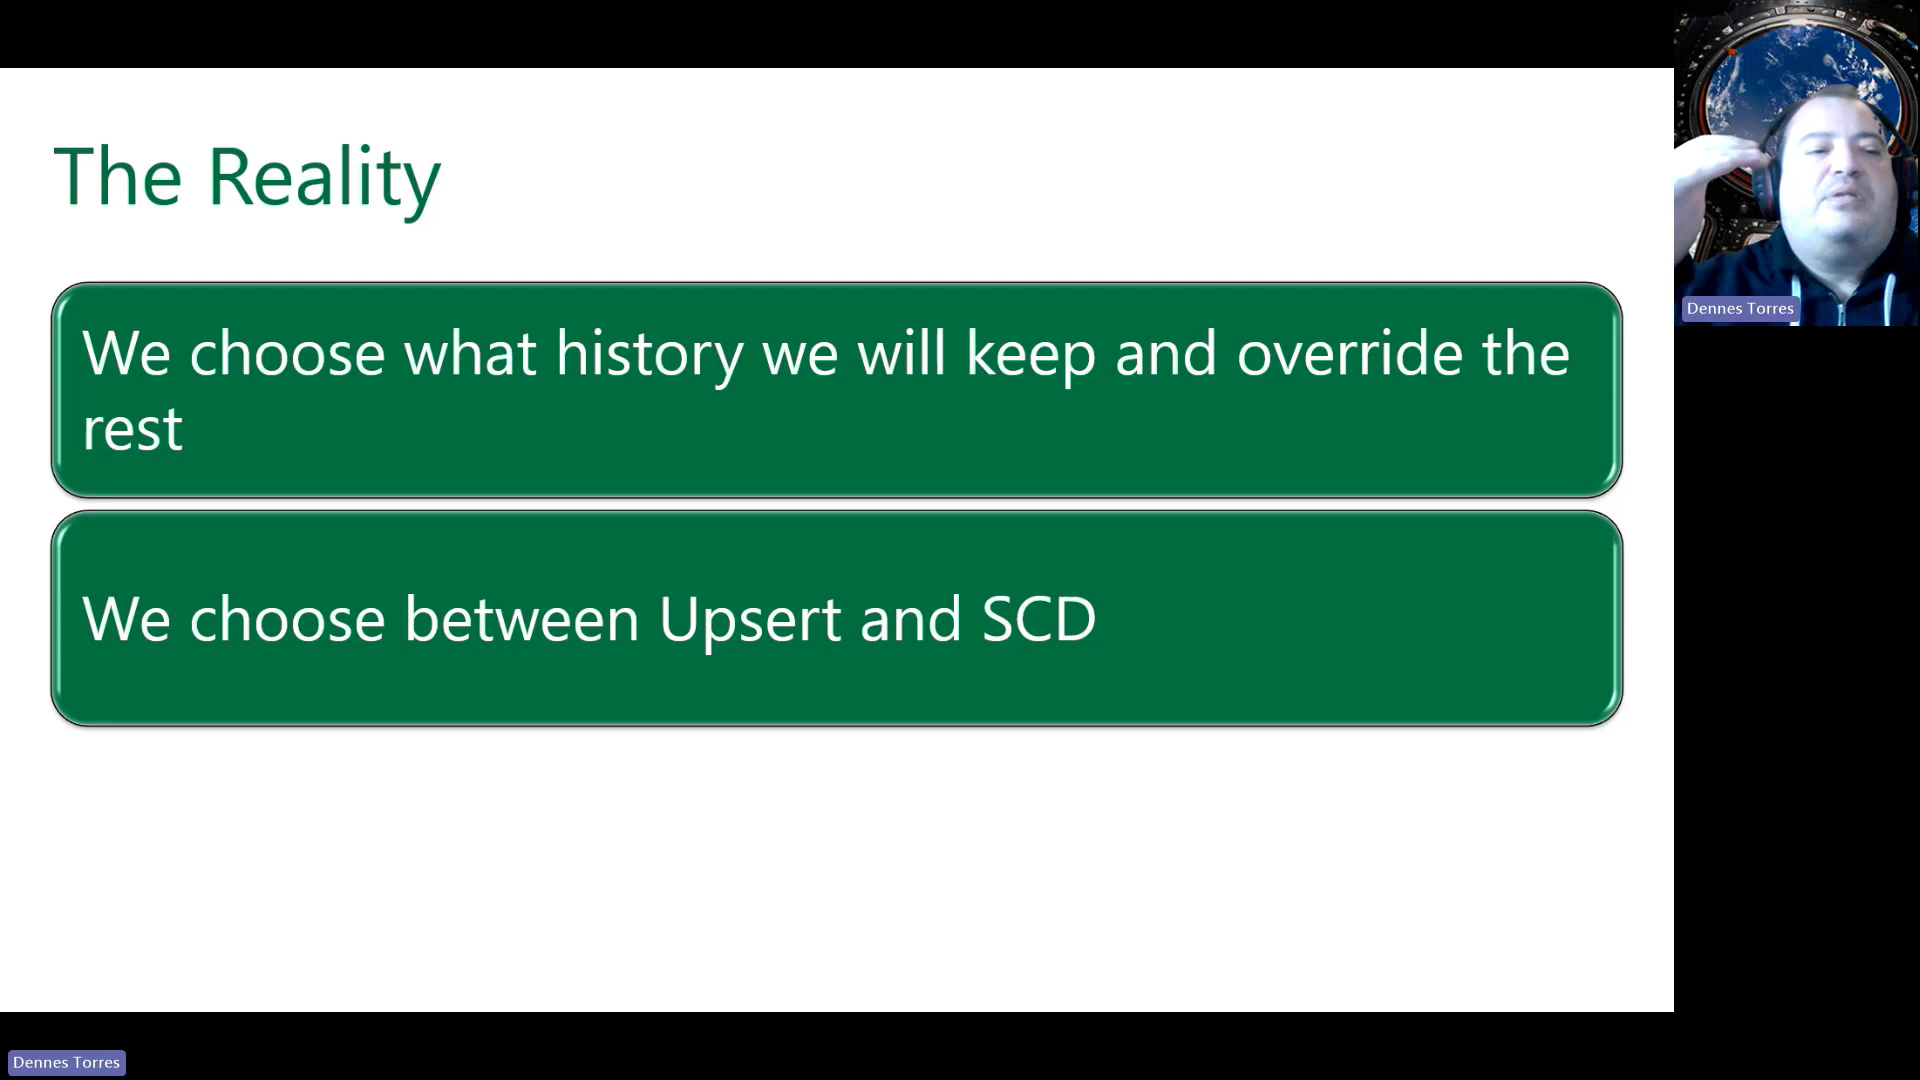 The Reality
We choose what history we will keep and override the
rest
We choose between Upsert and SCD
Dennes Torres
Dennes Torres